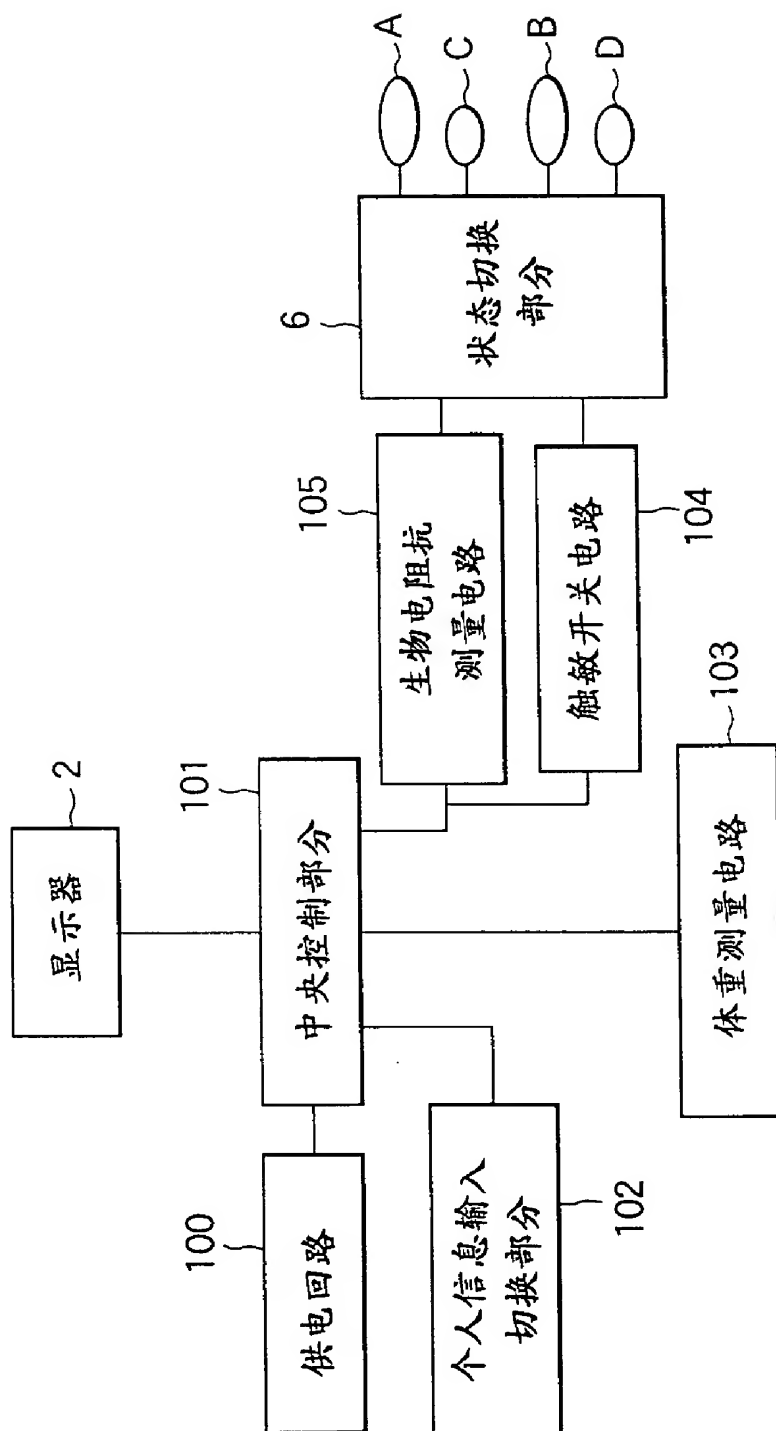 显示器
2
供电回路
100
中央控制部分
101
个人信息输入
切换部分
102
生物电阻抗
测量电路
105
触敏开关电路
104
体重测量电路
103
状态切换
部分
6
A
C
B
D